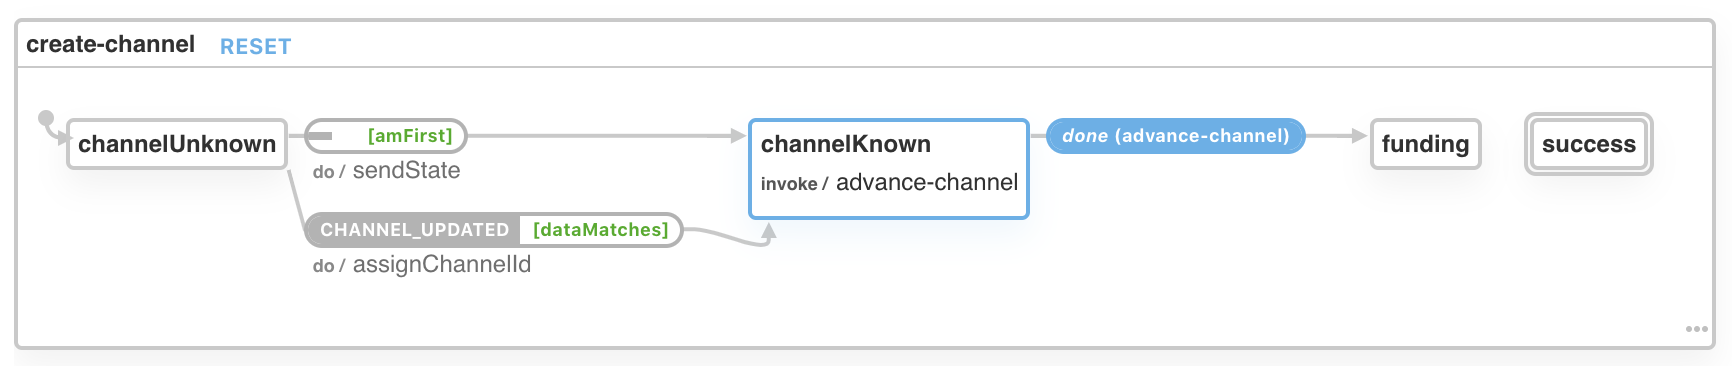 create-channel RESET
channelUnknown
[amFirst]
do / sendState
CHANNEL_UPDATED [dataMatches]
do / assignChannelId
channelKnown
invoke / advance-channel
done (advance-channel)
funding
success